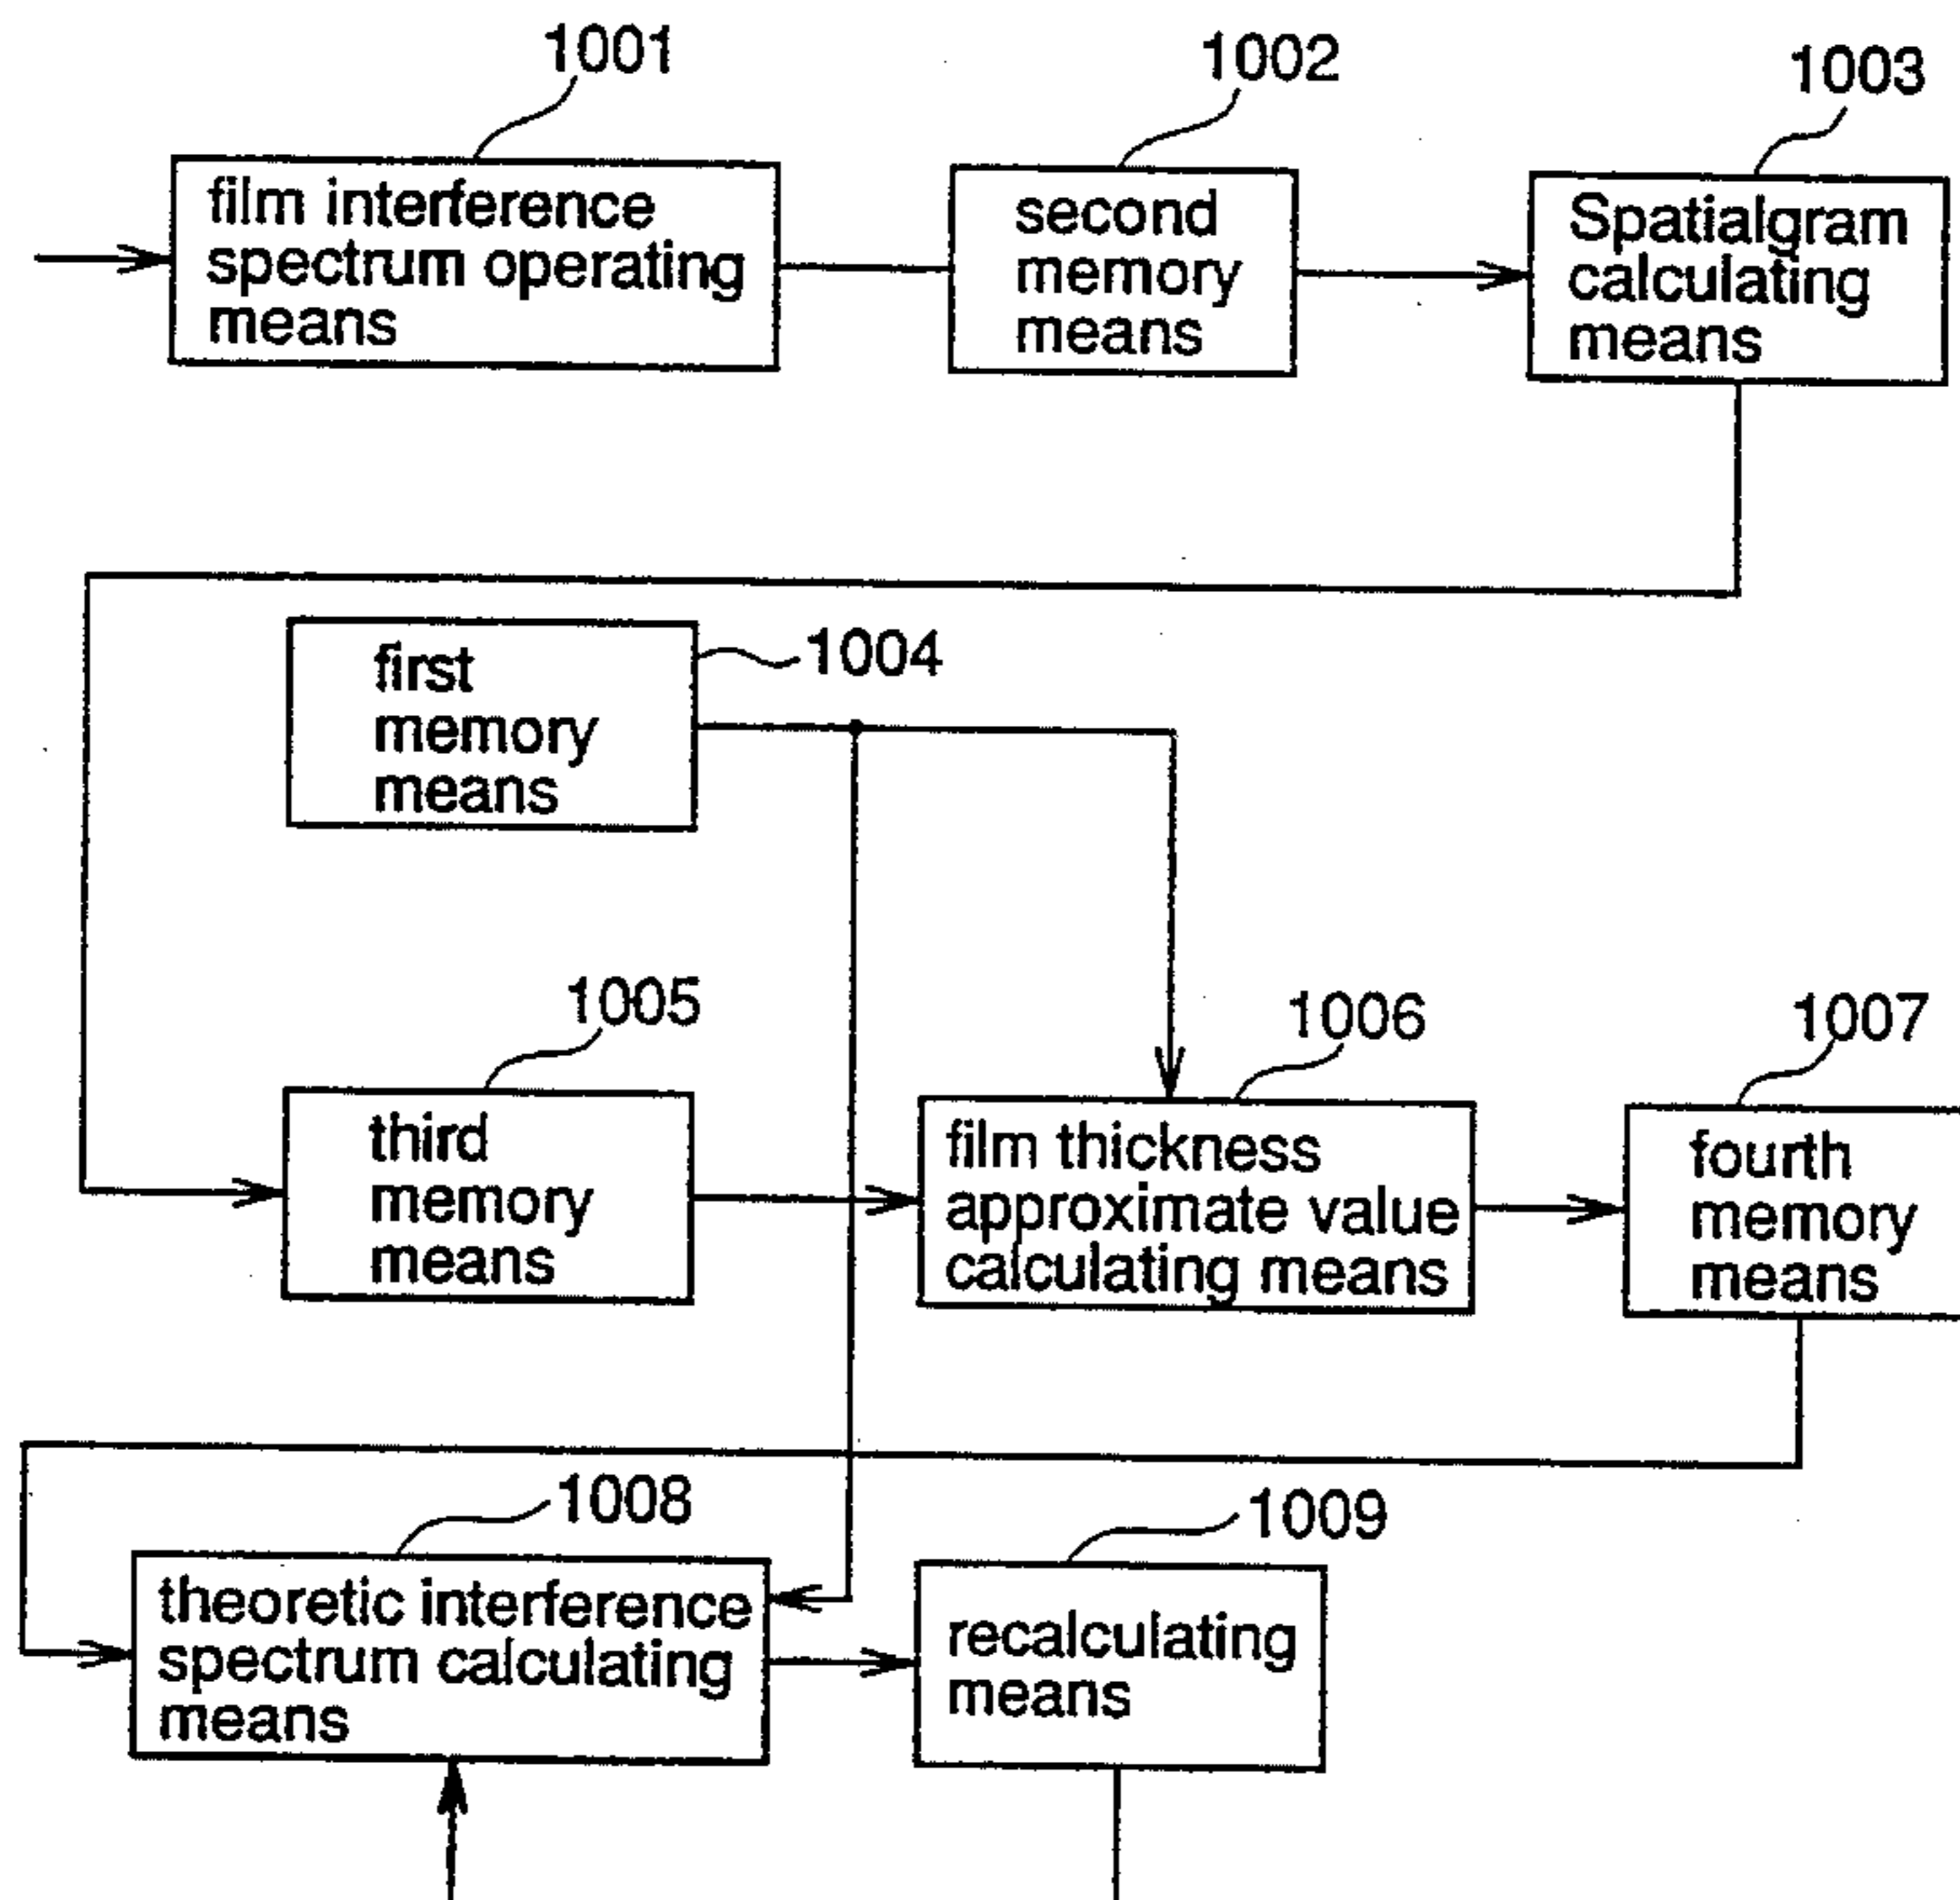 1001
1002
1003
film interference
spectrum operating
means
second
memory
means
Spatialgram
calculating
means
first
memory
means
1004
1005
1006
1007
third
memory
means
film thickness
approximate value
calculating means
fourth
memory
means
1008
1009
theoretic interference
spectrum calculating
means
recalculating
means